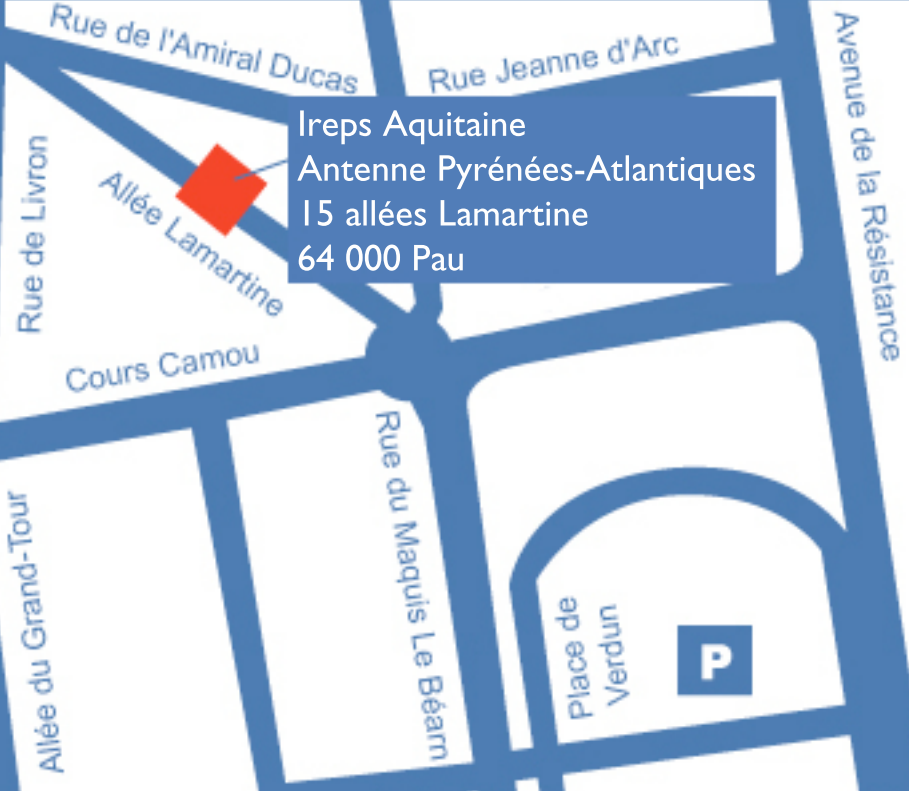 Rue de l'Amiral Ducas
Rue Jeanne d'Arc
Avenue de la Résistance
Ireps Aquitaine
Antenne Pyrénées-Atlantiques
15 allées Lamartine
64 000 Pau
Rue de Livron
Allée Lamartine
Cours Camou
Rue du Maquis Le Béarn
Allée du Grand-Tour
Place de
Verdun
P